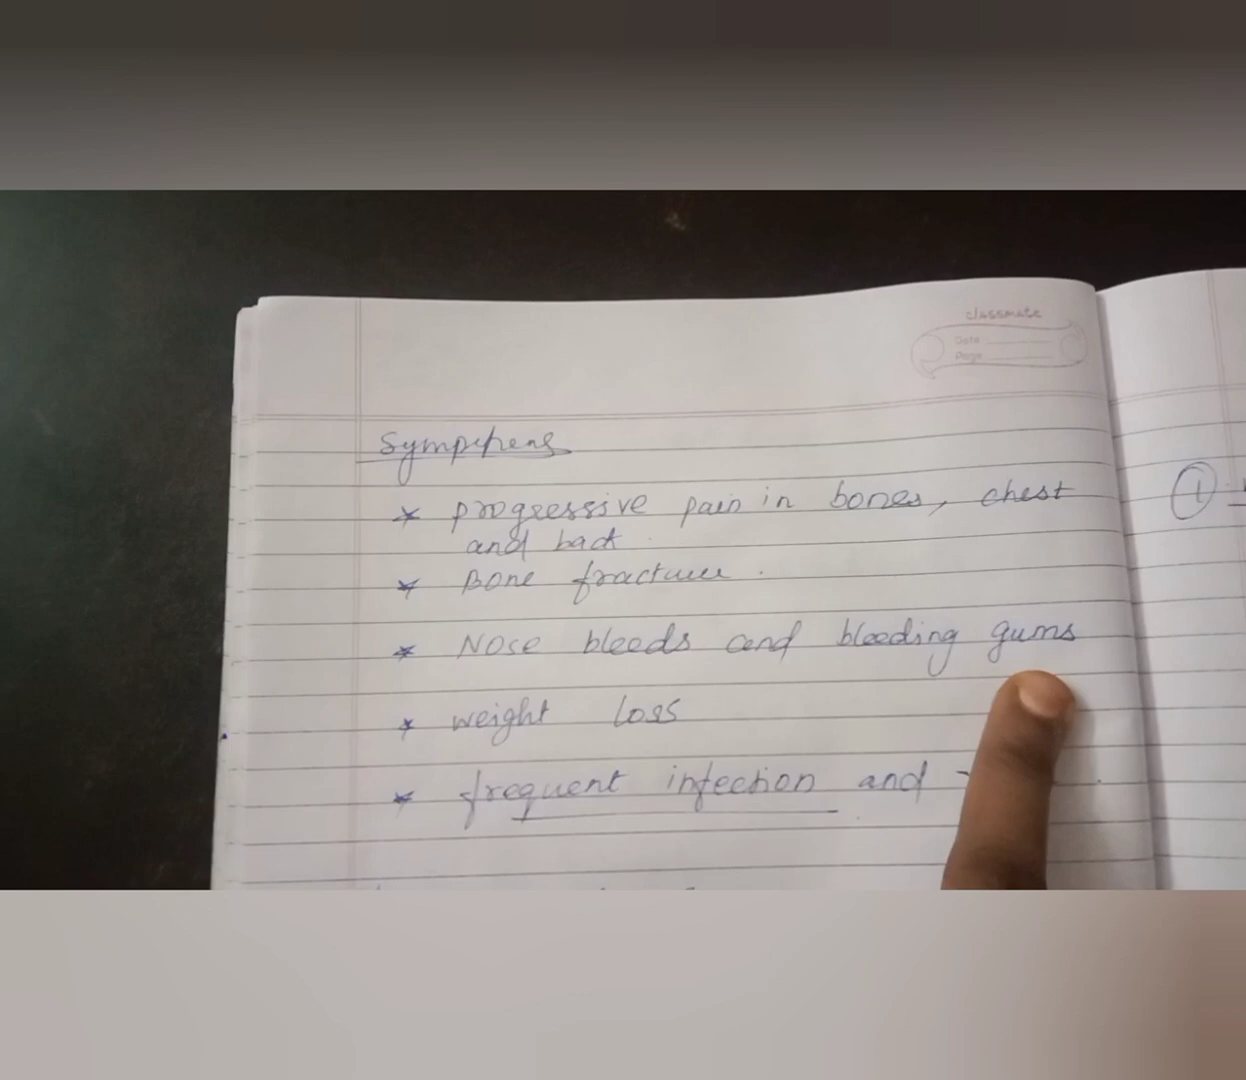 classmate
Date
Page
Sympthens
* progressive pain in bones, chest
and back
* Bone fracture.
* Nose bleeds and bleeding gums
* weight loss
* frequent infection and
1